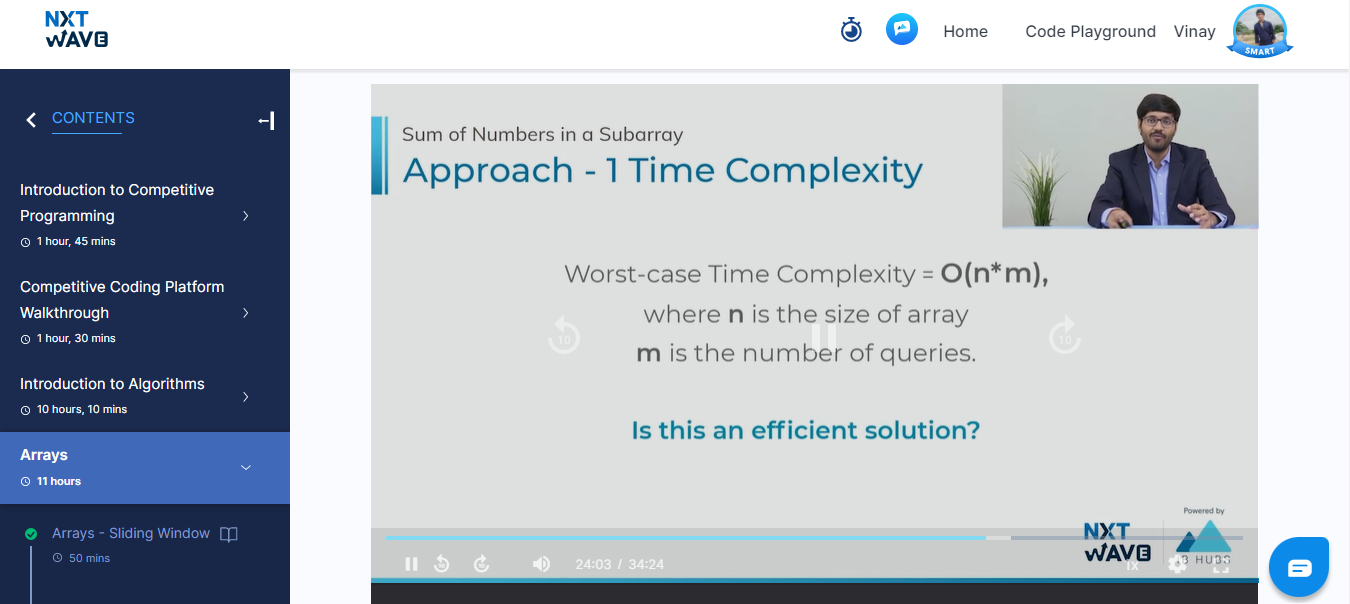 NXT
WAVE
Home
Code Playground
Vinay
SMART
CONTENTS
Introduction to Competitive
Programming
1 hour, 45 mins
Competitive Coding Platform
Walkthrough
1 hour, 30 mins
Introduction to Algorithms
10 hours, 10 mins
Arrays
11 hours
Arrays - Sliding Window
50 mins
Sum of Numbers in a Subarray
Approach - 1 Time Complexity
Worst-case Time Complexity = O(n*m),
where n is the size of array
m is the number of queries.
10
10
Is this an efficient solution?
Powered by
NXT
WAVE
HUBS
24:03 / 34:24
1x